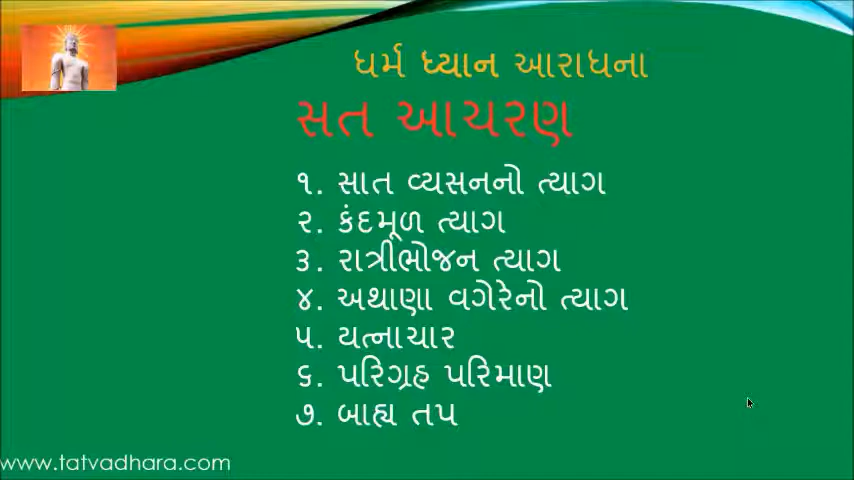 ધર્મ ધ્યાન આરાધના
સત આચરણ
૧. સાત વ્યસનનો ત્યાગ
૨. કંદમૂળ ત્યાગ
૩. રાત્રીભોજન ત્યાગ
૪. અથાણા વગેરેનો ત્યાગ
૫. યત્નાચાર
૬. પરિગ્રહ પરિમાણ
૭. બાહ્ય તપ
www.tatvadhara.com